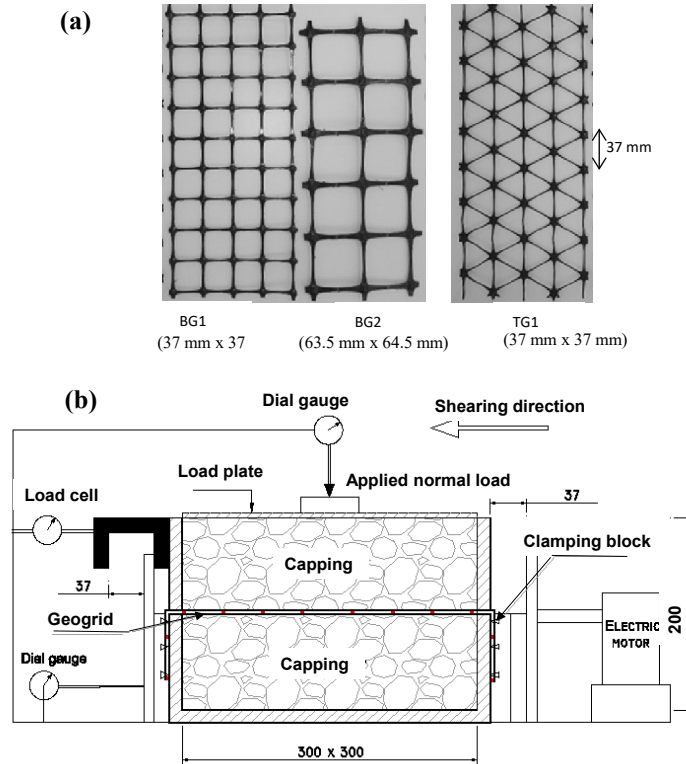 (a)
37 mm
BG1
(37 mm x 37
BG2
(63.5 mm x 64.5 mm)
TG1
(37 mm x 37 mm)
(b)
Dial gauge
Shearing direction
Load plate
Applied normal load
Load cell
37
Clamping block
Capping
37
Geogrid
Capping
Dial gauge
ELECTRIC
MOTOR
200
300 x 300